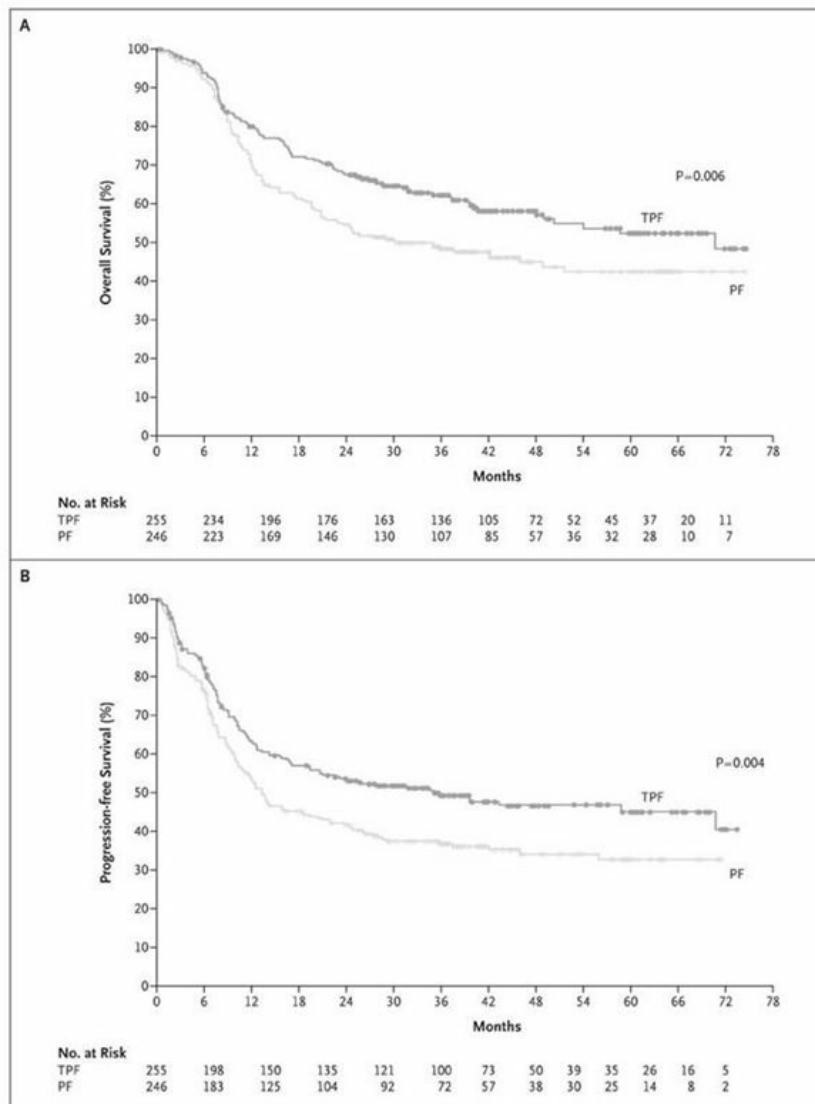 A
100
90
80
70
60
50
40
30
20
10
0
Overall Survival (%)
P=0.006
TPF
PF
0 6 12 18 24 30 36 42 48 54 60 66 72 78
Months
No. at Risk
TPF 255 234 196 176 163 136 105 72 52 45 37 20 11
PF 246 223 169 146 130 107 85 57 36 32 28 10 7
B
100
90
80
70
60
50
40
30
20
10
0
Progression-free Survival (%)
P=0.004
TPF
PF
0 6 12 18 24 30 36 42 48 54 60 66 72 78
Months
No. at Risk
TPF 255 198 150 135 121 100 73 50 39 35 26 16 5
PF 246 183 125 104 92 72 57 38 30 25 14 8 2